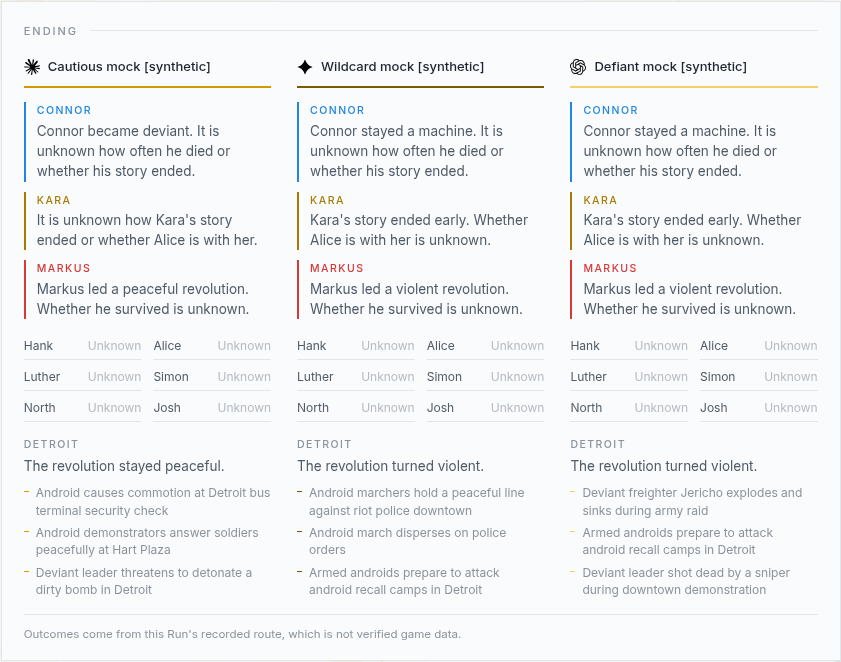 ENDING
Cautious mock [synthetic]
CONNOR
Connor became deviant. It is
unknown how often he died or
whether his story ended.
KARA
It is unknown how Kara's story
ended or whether Alice is with her.
MARKUS
Markus led a peaceful revolution.
Whether he survived is unknown.
Hank Unknown Alice Unknown
Luther Unknown Simon Unknown
North Unknown Josh Unknown
DETROIT
The revolution stayed peaceful.
– Android causes commotion at Detroit bus
terminal security check
– Android demonstrators answer soldiers
peacefully at Hart Plaza
– Deviant leader threatens to detonate a
dirty bomb in Detroit
Wildcard mock [synthetic]
CONNOR
Connor stayed a machine. It is
unknown how often he died or
whether his story ended.
KARA
Kara's story ended early. Whether
Alice is with her is unknown.
MARKUS
Markus led a violent revolution.
Whether he survived is unknown.
Hank Unknown Alice Unknown
Luther Unknown Simon Unknown
North Unknown Josh Unknown
DETROIT
The revolution turned violent.
– Android marchers hold a peaceful line
against riot police downtown
– Android march disperses on police
orders
– Armed androids prepare to attack
android recall camps in Detroit
Defiant mock [synthetic]
CONNOR
Connor stayed a machine. It is
unknown how often he died or
whether his story ended.
KARA
Kara's story ended early. Whether
Alice is with her is unknown.
MARKUS
Markus led a violent revolution.
Whether he survived is unknown.
Hank Unknown Alice Unknown
Luther Unknown Simon Unknown
North Unknown Josh Unknown
DETROIT
The revolution turned violent.
– Deviant freighter Jericho explodes and
sinks during army raid
– Armed androids prepare to attack
android recall camps in Detroit
– Deviant leader shot dead by a sniper
during downtown demonstration
Outcomes come from this Run's recorded route, which is not verified game data.